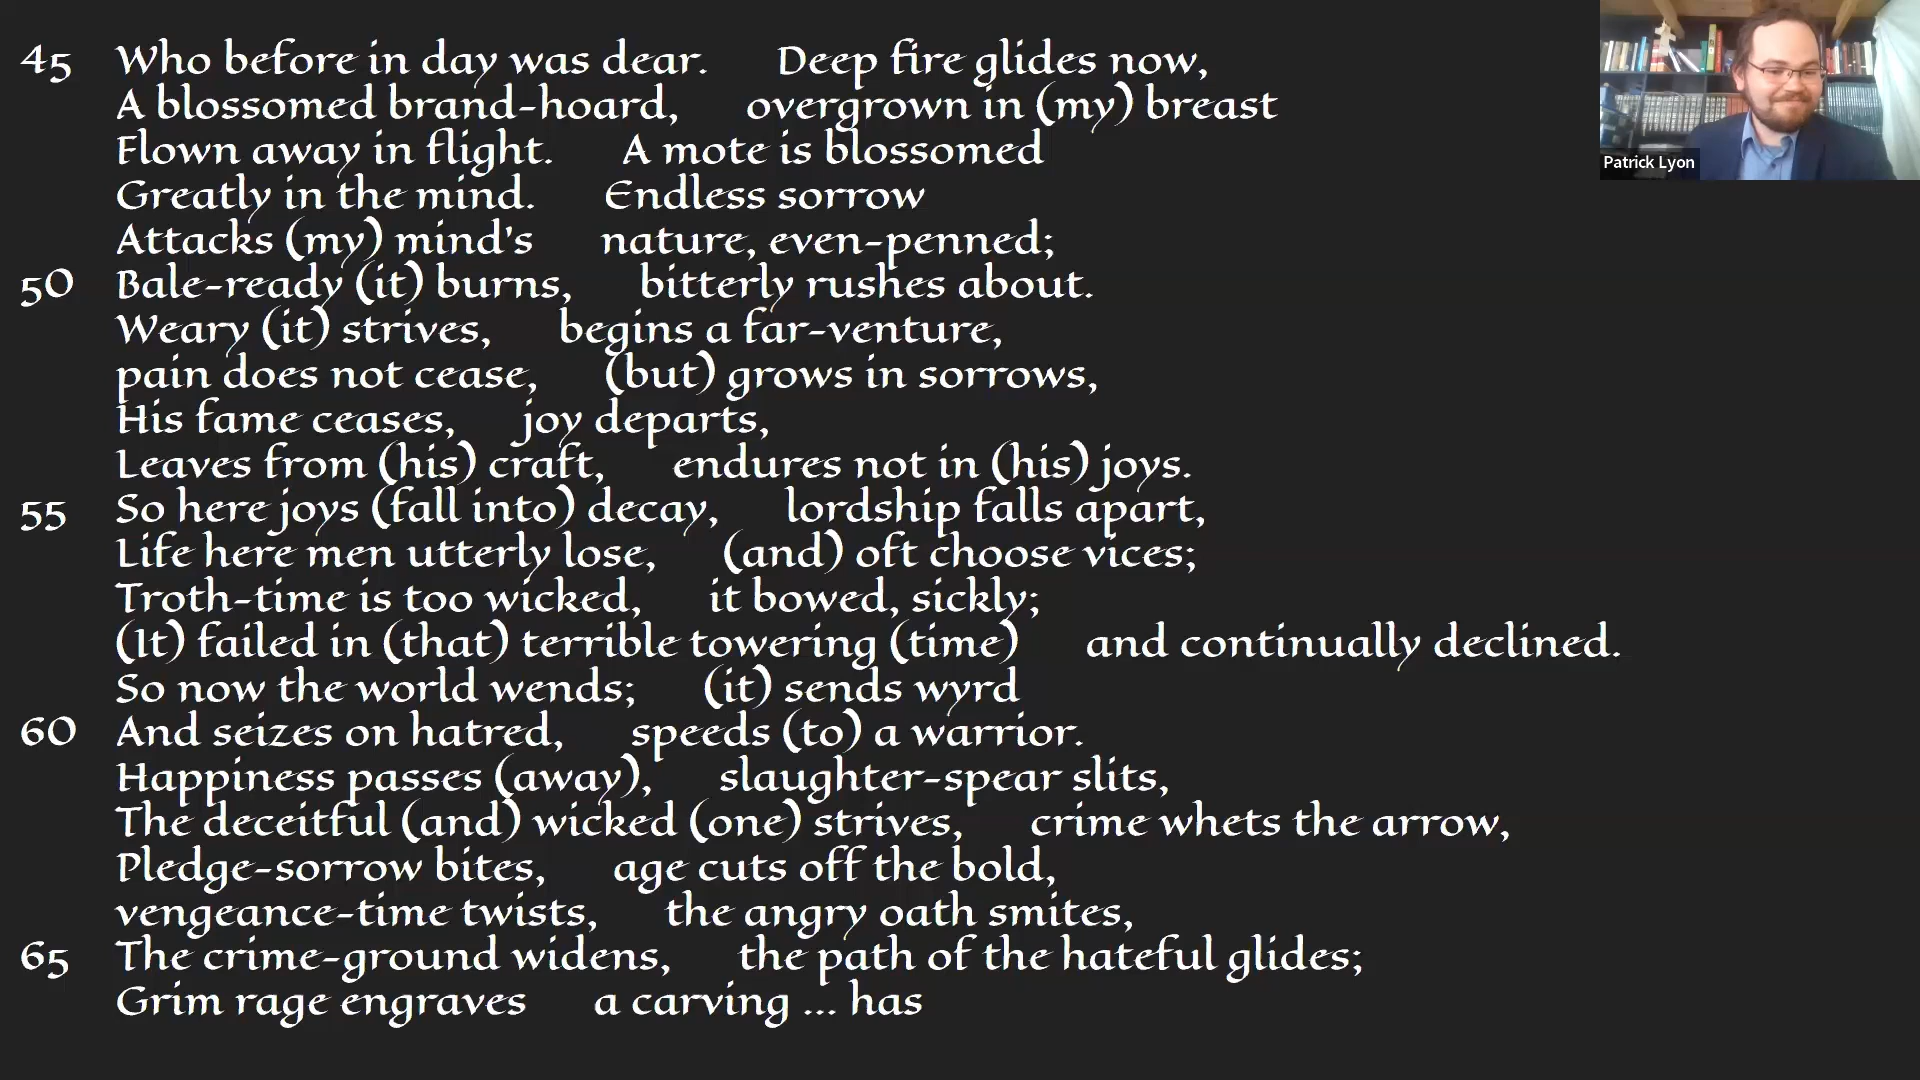 45 Who before in day was dear. Deep fire glides now,
A blossomed brand-hoard, overgrown in (my) breast
Flown away in flight. A mote is blossomed
Greatly in the mind. Endless sorrow
Attacks (my) mind's nature, even-penned;
50 Bale-ready (it) burns, bitterly rushes about.
Weary (it) strives, begins a far-venture,
pain does not cease, (but) grows in sorrows,
His fame ceases, joy departs,
Leaves from (his) craft, endures not in (his) joys.
55 So here joys (fall into) decay, lordship falls apart,
Life here men utterly lose, (and) oft choose vices;
Troth-time is too wicked, it bowed, sickly;
(It) failed in (that) terrible towering (time) and continually declined.
So now the world wends; (it) sends wyrd
60 And seizes on hatred, speeds (to) a warrior.
Happiness passes (away), slaughter-spear slits,
The deceitful (and) wicked (one) strives, crime whets the arrow,
Pledge-sorrow bites, age cuts off the bold,
vengeance-time twists, the angry oath smites,
65 The crime-ground widens, the path of the hateful glides;
Grim rage engraves a carving ... has
Patrick Lyon